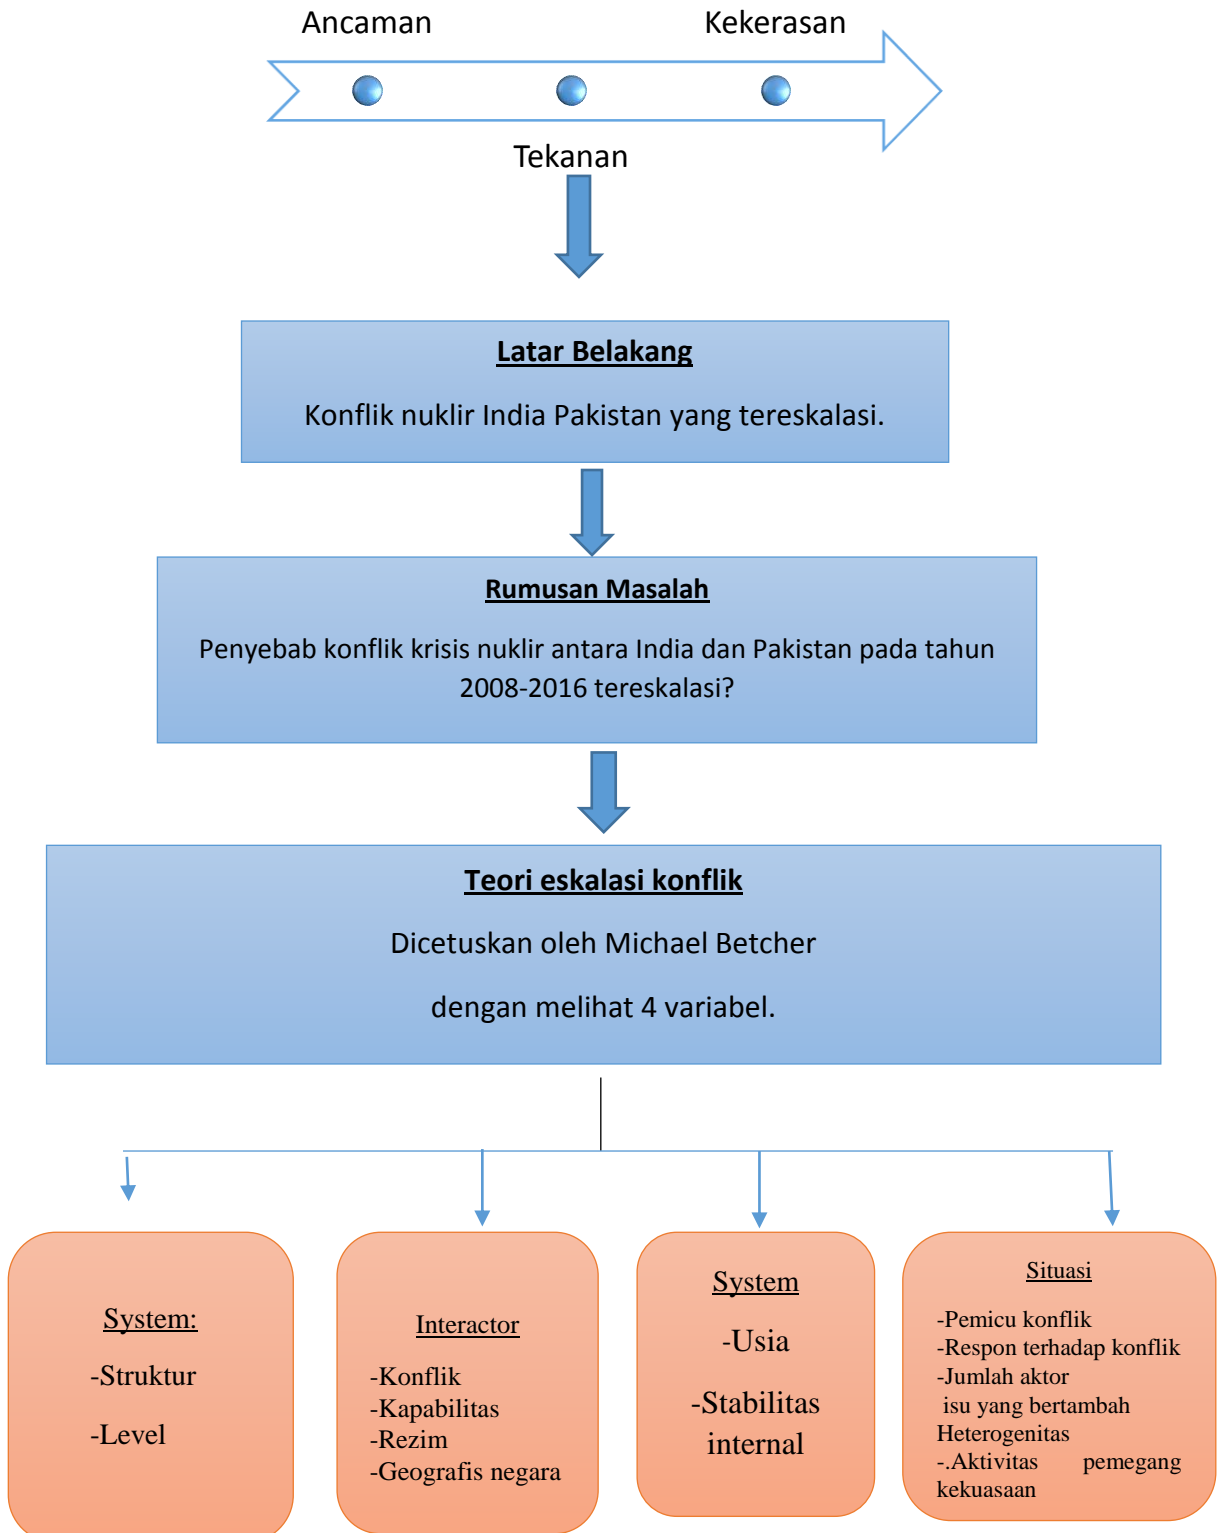 Ancaman
Kekerasan
Tekanan
Latar Belakang
Konflik nuklir India Pakistan yang tereskalasi.
Rumusan Masalah
Penyebab konflik krisis nuklir antara India dan Pakistan pada tahun
2008-2016 tereskalasi?
Teori eskalasi konflik
Dicetuskan oleh Michael Betcher
dengan melihat 4 variabel.
System:
-Struktur
-Level
Interactor
-Konflik
-Kapabilitas
-Rezim
-Geografis negara
System
-Usia
-Stabilitas
internal
Situasi
-Pemicu konflik
-Respon terhadap konflik
-Jumlah aktor
isu yang bertambah
Heterogenitas
-.Aktivitas pemegang
kekuasaan